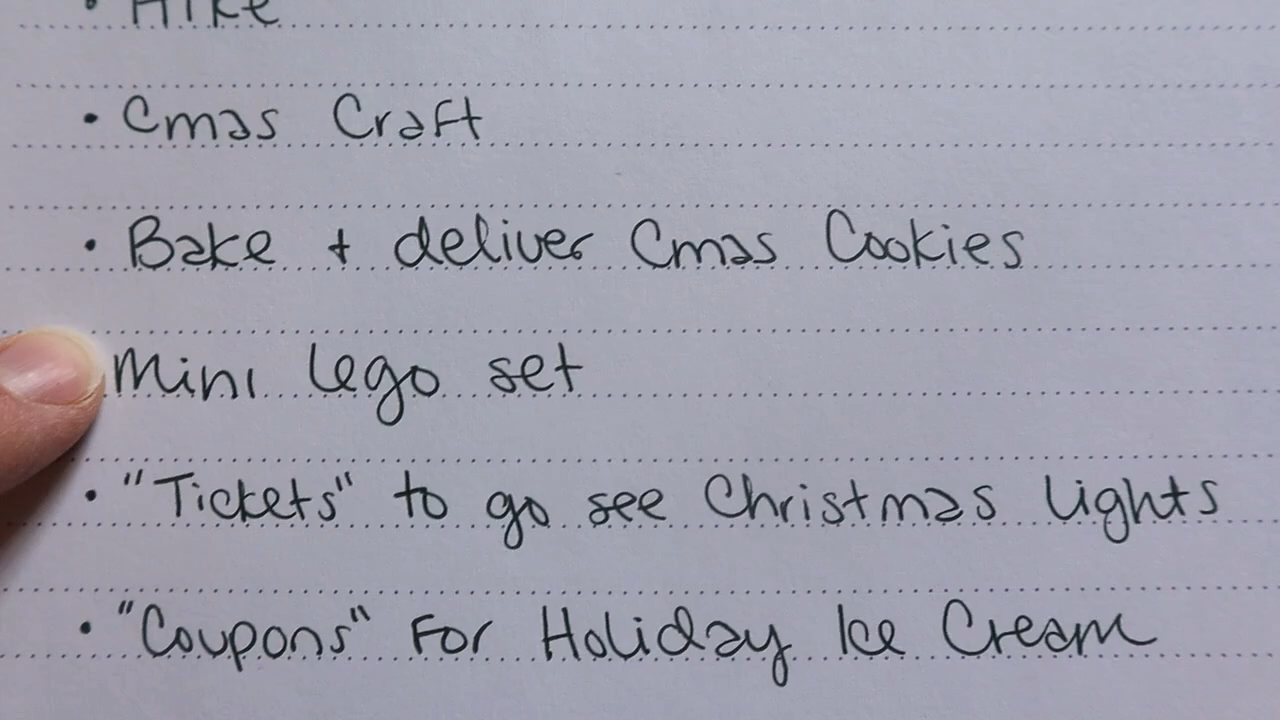 • Hike
• Cmas Craft
• Bake + deliver Cmas Cookies
Mini Lego set
• "Tickets" to go see Christmas lights
• "Coupons" For Holiday Ice Cream